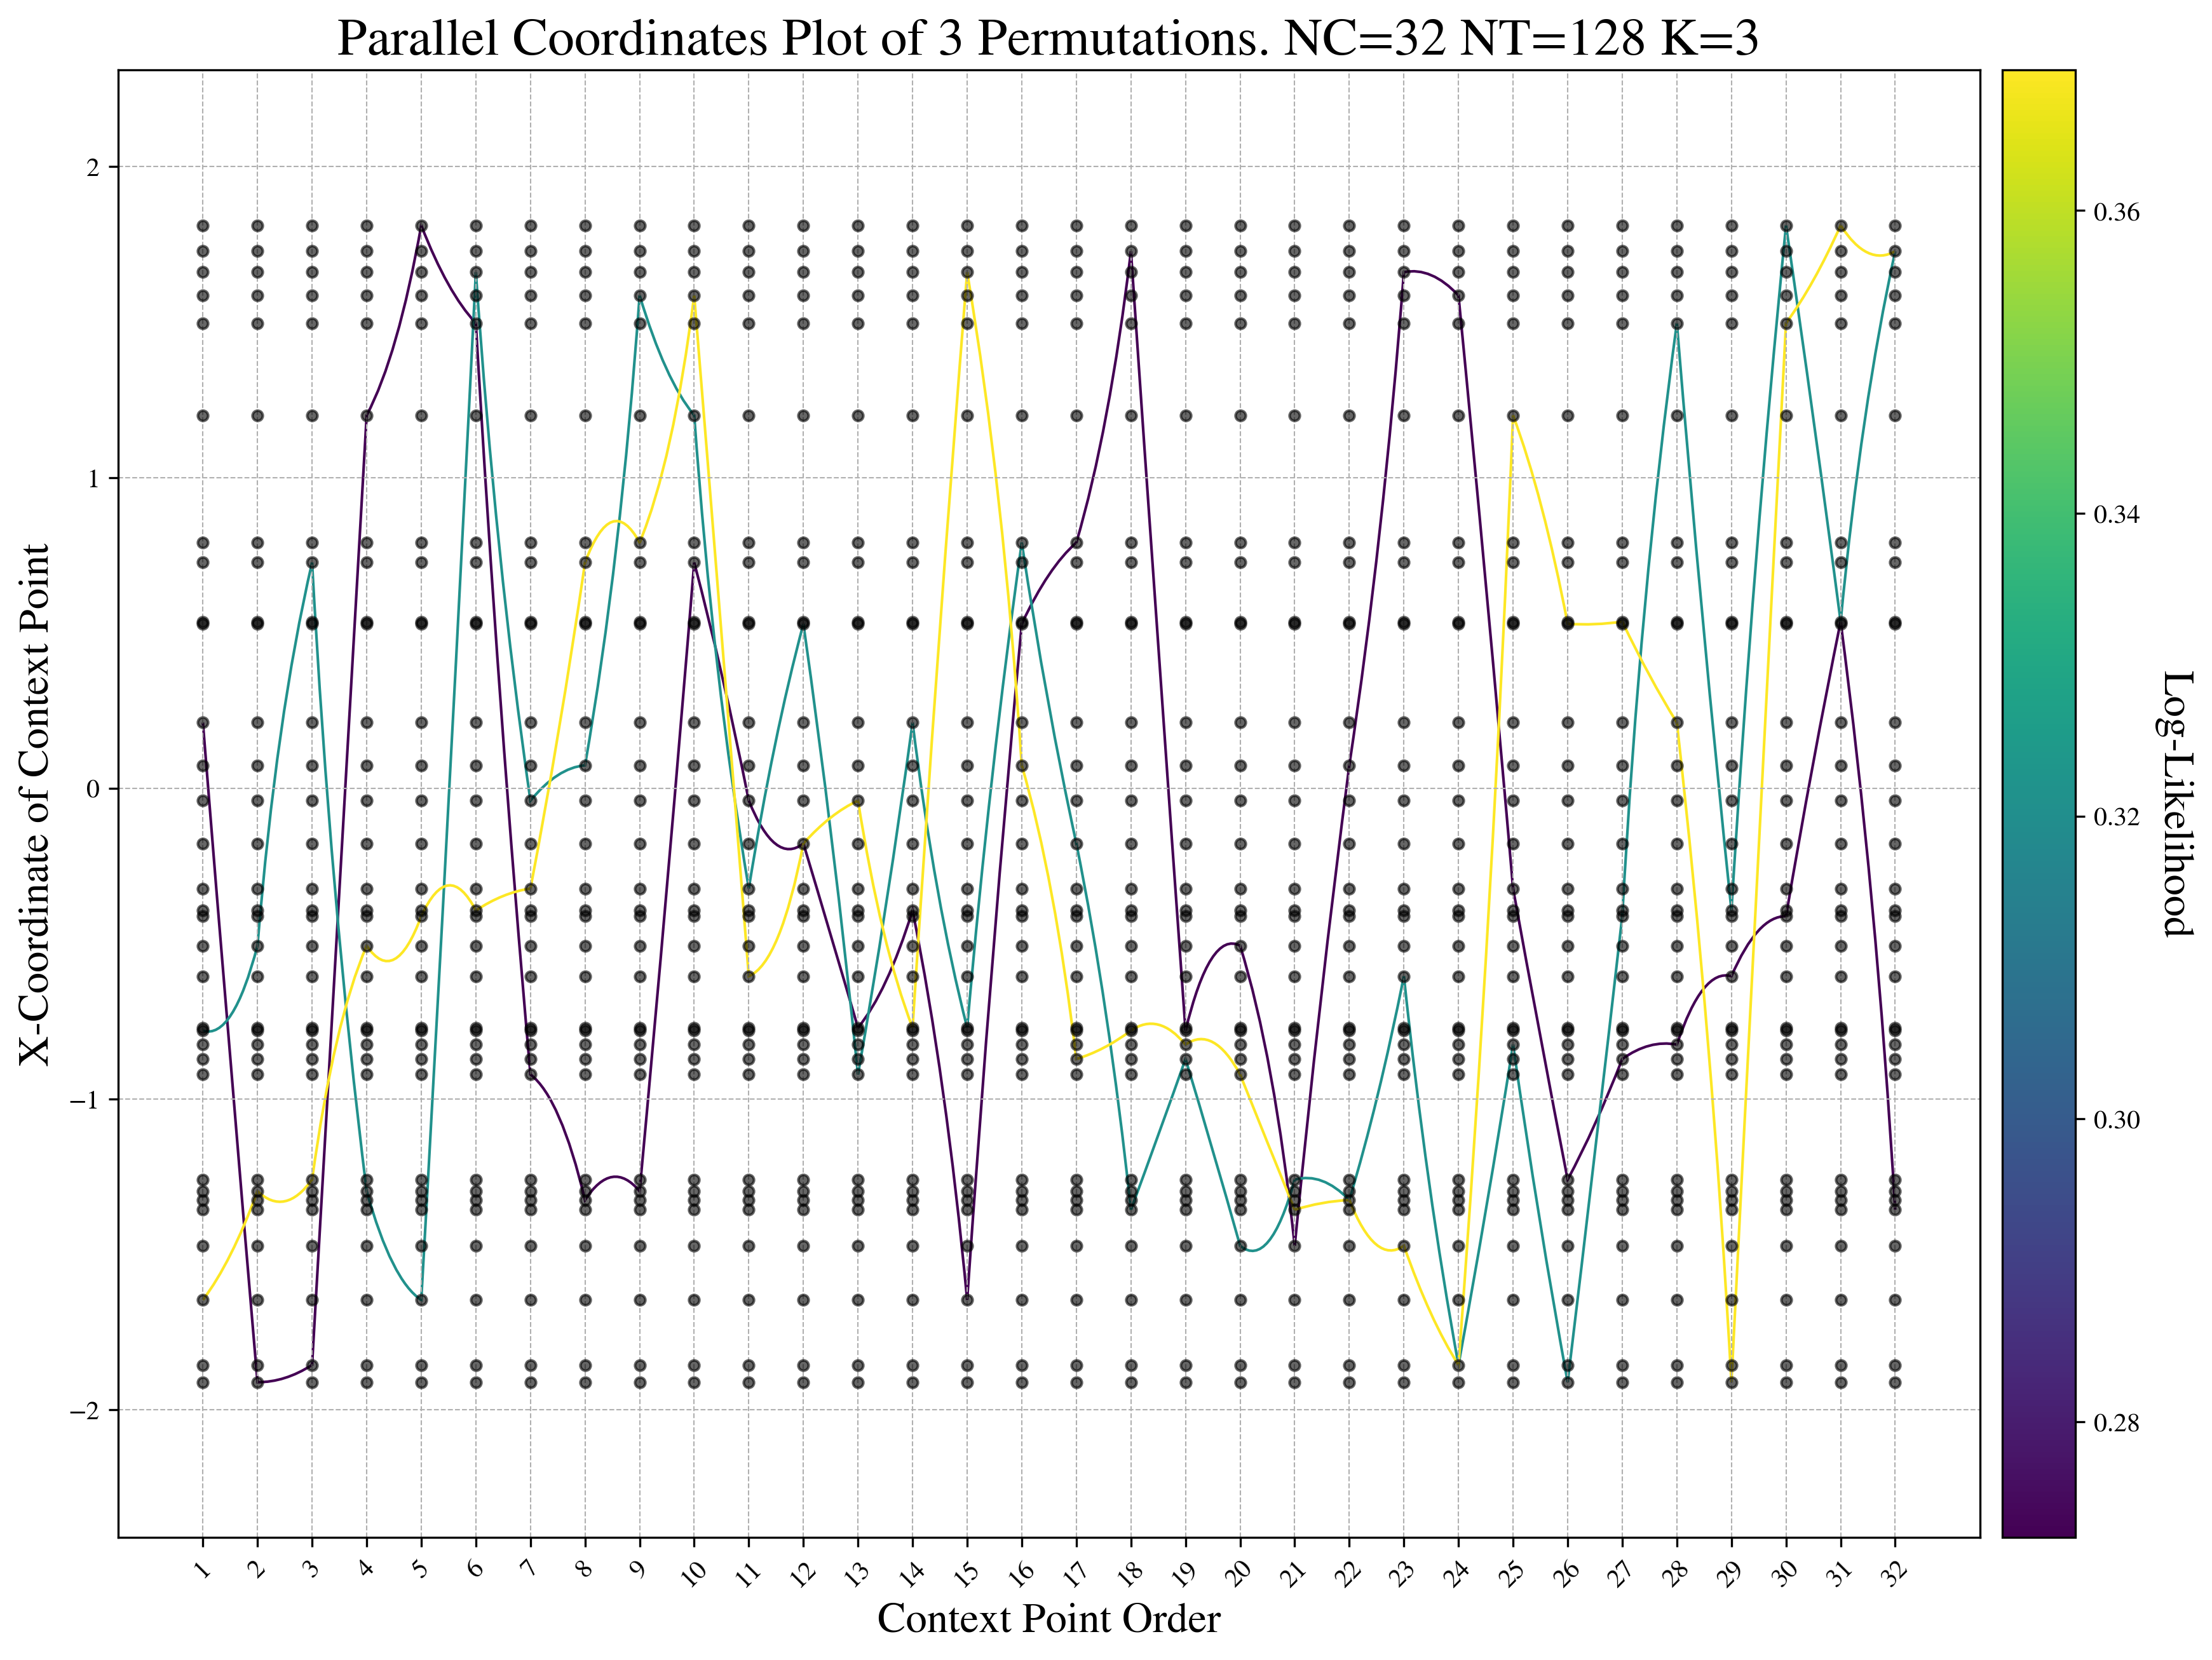 Parallel Coordinates Plot of 3 Permutations. NC=32 NT=128 K=3
X-Coordinate of Context Point
2
1
0
−1
−2
1 2 3 4 5 6 7 8 9 10 11 12 13 14 15 16 17 18 19 20 21 22 23 24 25 26 27 28 29 30 31 32
Context Point Order
0.36
0.34
0.32
0.30
0.28
Log-Likelihood